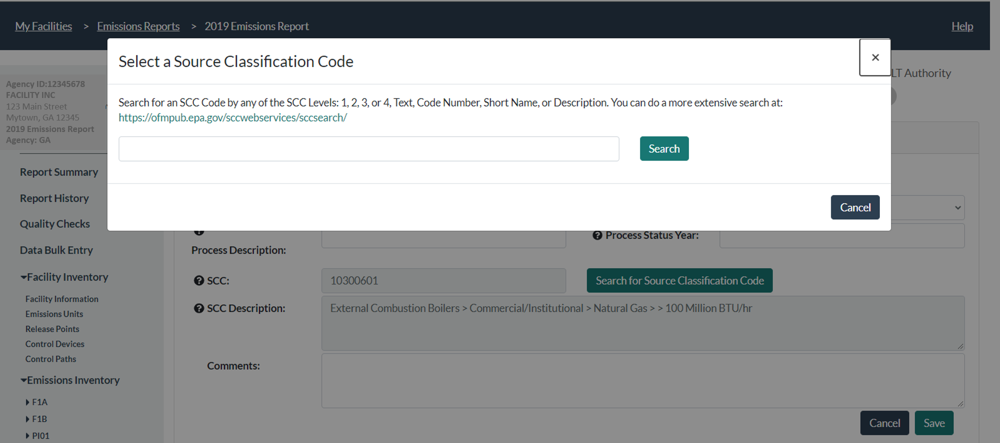 My Facilities > Emissions Reports > 2019 Emissions Report Help
Select a Source Classification Code ×
LT Authority
Agency ID:12345678
FACILITY INC
123 Main Street
Mytown, GA 12345
2019 Emissions Report
Agency: GA
Search for an SCC Code by any of the SCC Levels: 1, 2, 3, or 4, Text, Code Number, Short Name, or Description. You can do a more extensive search at:
https://ofmpub.epa.gov/sccwebservices/sccsearch/
Search
Cancel
Report Summary
Report History
Quality Checks
Data Bulk Entry
Facility Inventory
Facility Information
Emissions Units
Release Points
Control Devices
Control Paths
Emissions Inventory
F1A
F1B
PI01
Process Status Year:
Process Description:
SCC: 10300601 Search for Source Classification Code
SCC Description: External Combustion Boilers > Commercial/Institutional > Natural Gas > > 100 Million BTU/hr
Comments:
Cancel Save